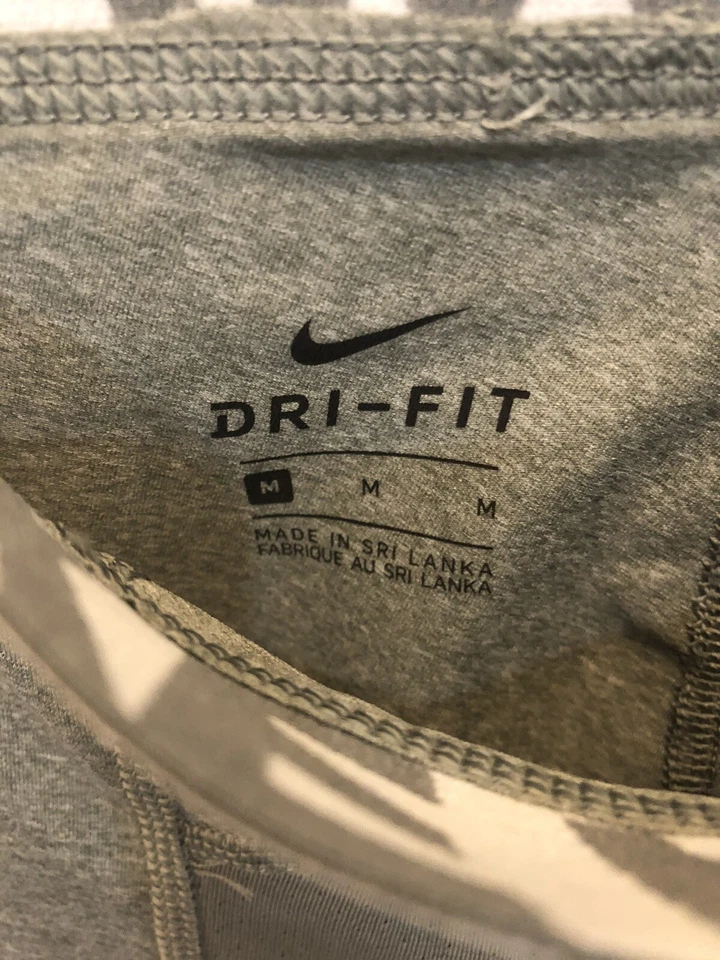 DRI-FIT
M M M
MADE IN SRI LANKA
FABRIQUE AU SRI LANKA